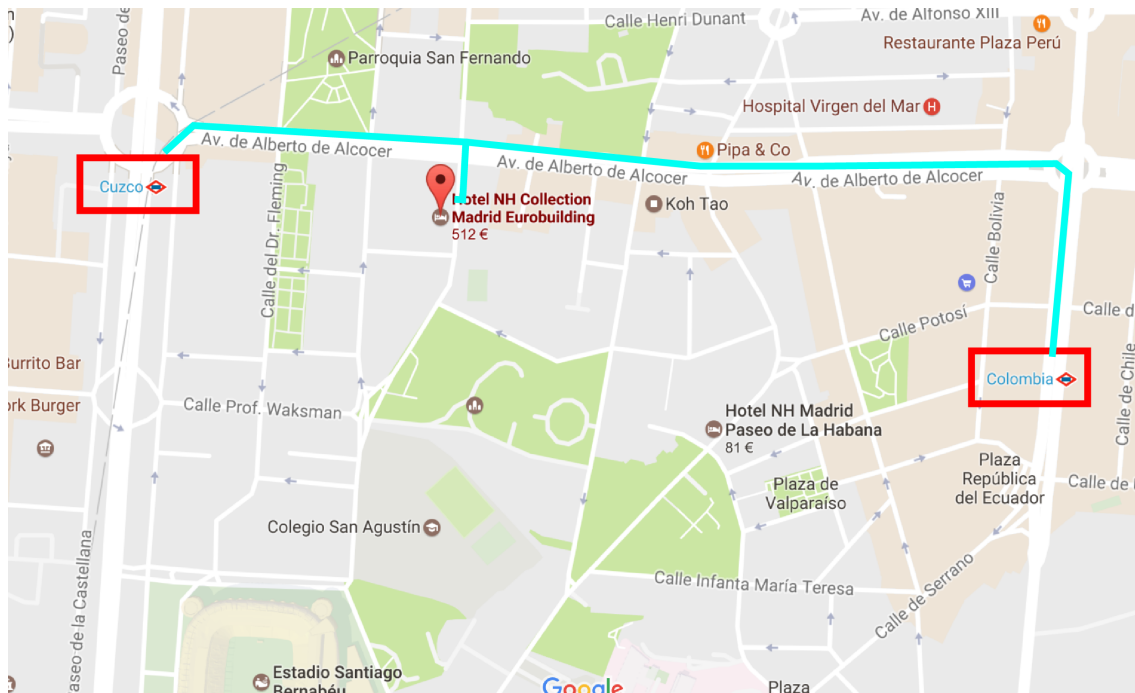 Paseo de
Calle Henri Dunant
Av. de Alfonso XIII
Restaurante Plaza Perú
Parroquia San Fernando
Hospital Virgen del Mar
H
Av. de Alberto de Alcocer
Pipa & Co
Av. de Alberto de Alcocer
Av. de Alberto de Alcocer
Cuzco
Hotel NH Collection
Madrid Eurobuilding
512 €
Koh Tao
Calle del Dr. Fleming
Calle Bolivia
Calle Potosí
Calle d
Burrito Bar
ork Burger
Calle Prof. Waksman
Colombia
Calle de Chile
Hotel NH Madrid
Paseo de La Habana
81 €
Plaza
República
del Ecuador
Calle de
Plaza de
Valparaíso
Colegio San Agustín
Paseo de la Castellana
Calle Infanta María Teresa
Calle de Serrano
Estadio Santiago
Bernabéu
Google
Plaza